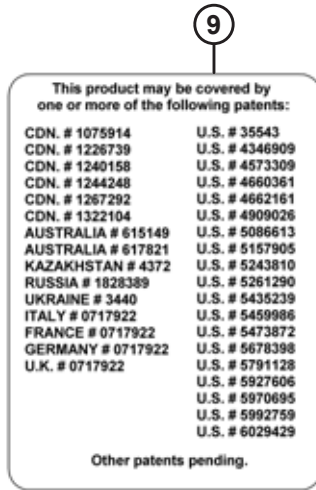 9
This product may be covered by
one or more of the following patents:
CDN. # 1075914
CDN. # 1226739
CDN. # 1240158
CDN. # 1244248
CDN. # 1267292
CDN. # 1322104
AUSTRALIA # 615149
AUSTRALIA # 617821
KAZAKHSTAN # 4372
RUSSIA # 1828389
UKRAINE # 3440
ITALY # 0717922
FRANCE # 0717922
GERMANY # 0717922
U.K. # 0717922
U.S. # 35543
U.S. # 4346909
U.S. # 4573309
U.S. # 4660361
U.S. # 4662161
U.S. # 4909026
U.S. # 5086613
U.S. # 5157905
U.S. # 5243810
U.S. # 5261290
U.S. # 5435239
U.S. # 5459986
U.S. # 5473872
U.S. # 5678398
U.S. # 5791128
U.S. # 5927606
U.S. # 5970695
U.S. # 5992759
U.S. # 6029429
Other patents pending.